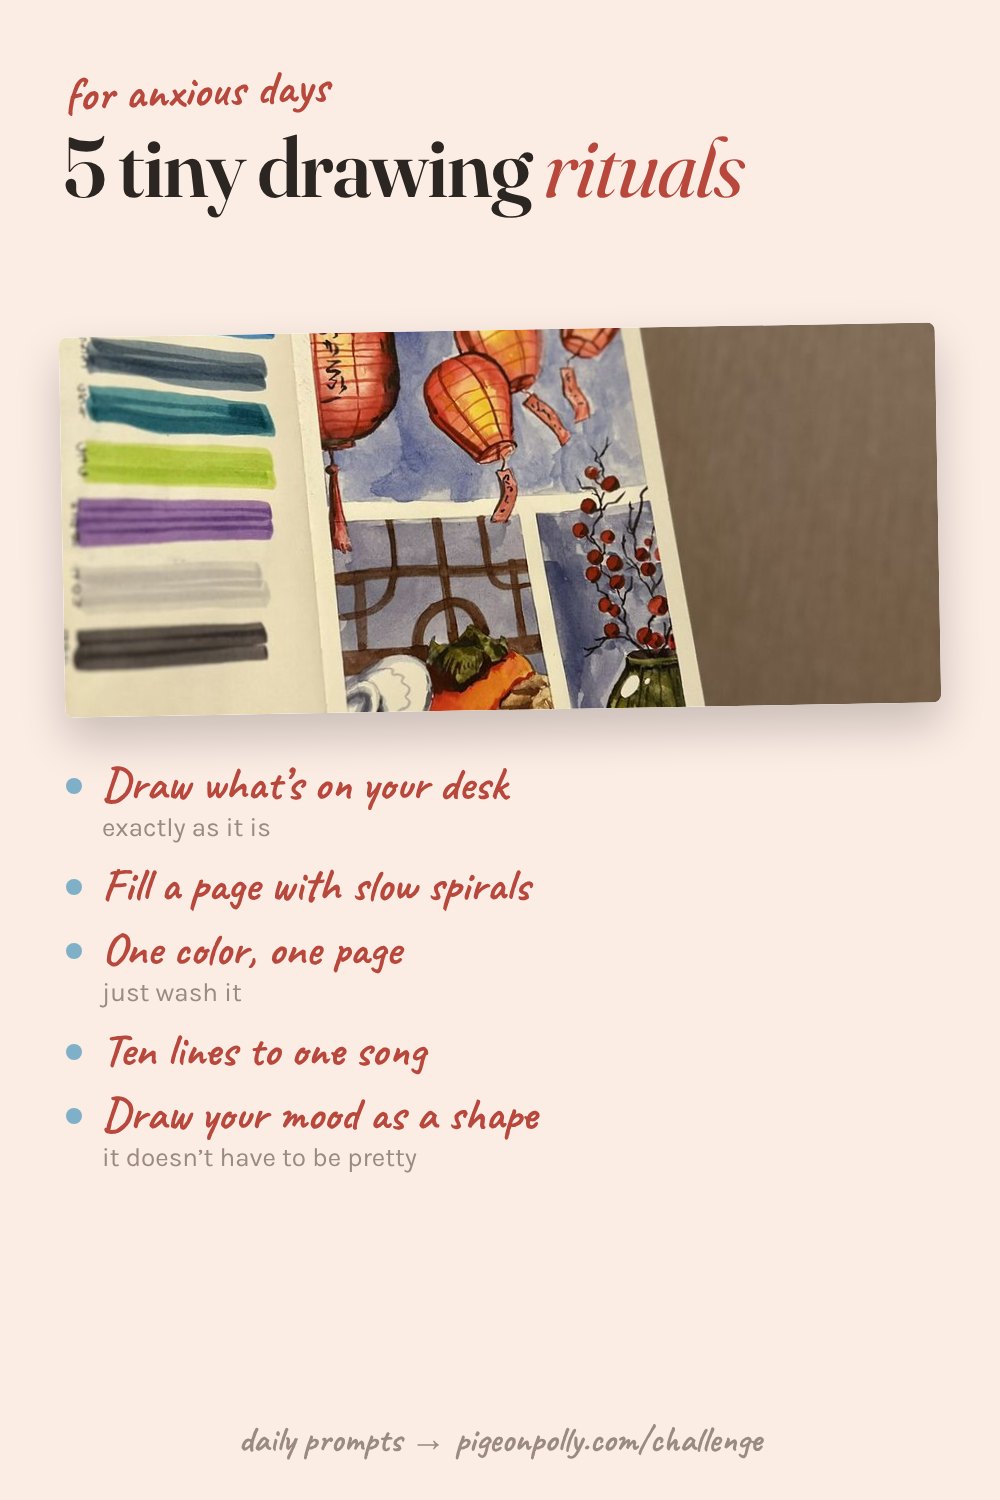 for anxious days
5 tiny drawing rituals
Draw what’s on your desk
exactly as it is
Fill a page with slow spirals
One color, one page
just wash it
Ten lines to one song
Draw your mood as a shape
it doesn’t have to be pretty
daily prompts → pigeonpolly.com/challenge